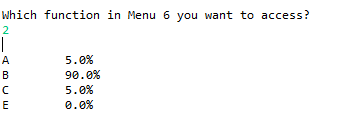 Which function in Menu 6 you want to access?
2
A 5.0%
B 90.0%
C 5.0%
E 0.0%